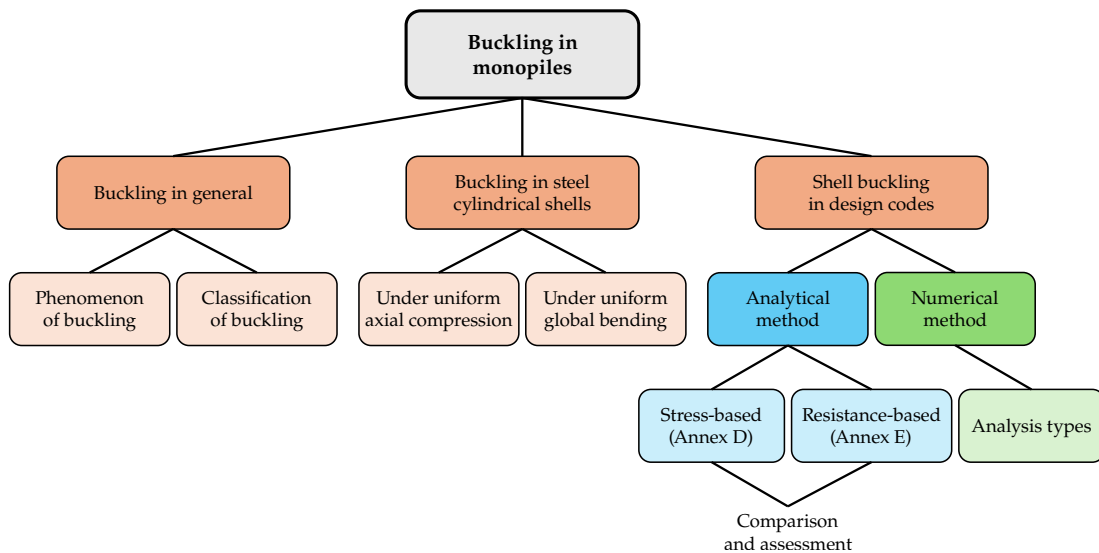 Buckling in
monopiles
Buckling in general
Buckling in steel
cylindrical shells
Shell buckling
in design codes
Phenomenon
of buckling
Classification
of buckling
Under uniform
axial compression
Under uniform
global bending
Analytical
method
Numerical
method
Stress-based
(Annex D)
Resistance-based
(Annex E)
Analysis types
Comparison
and assessment